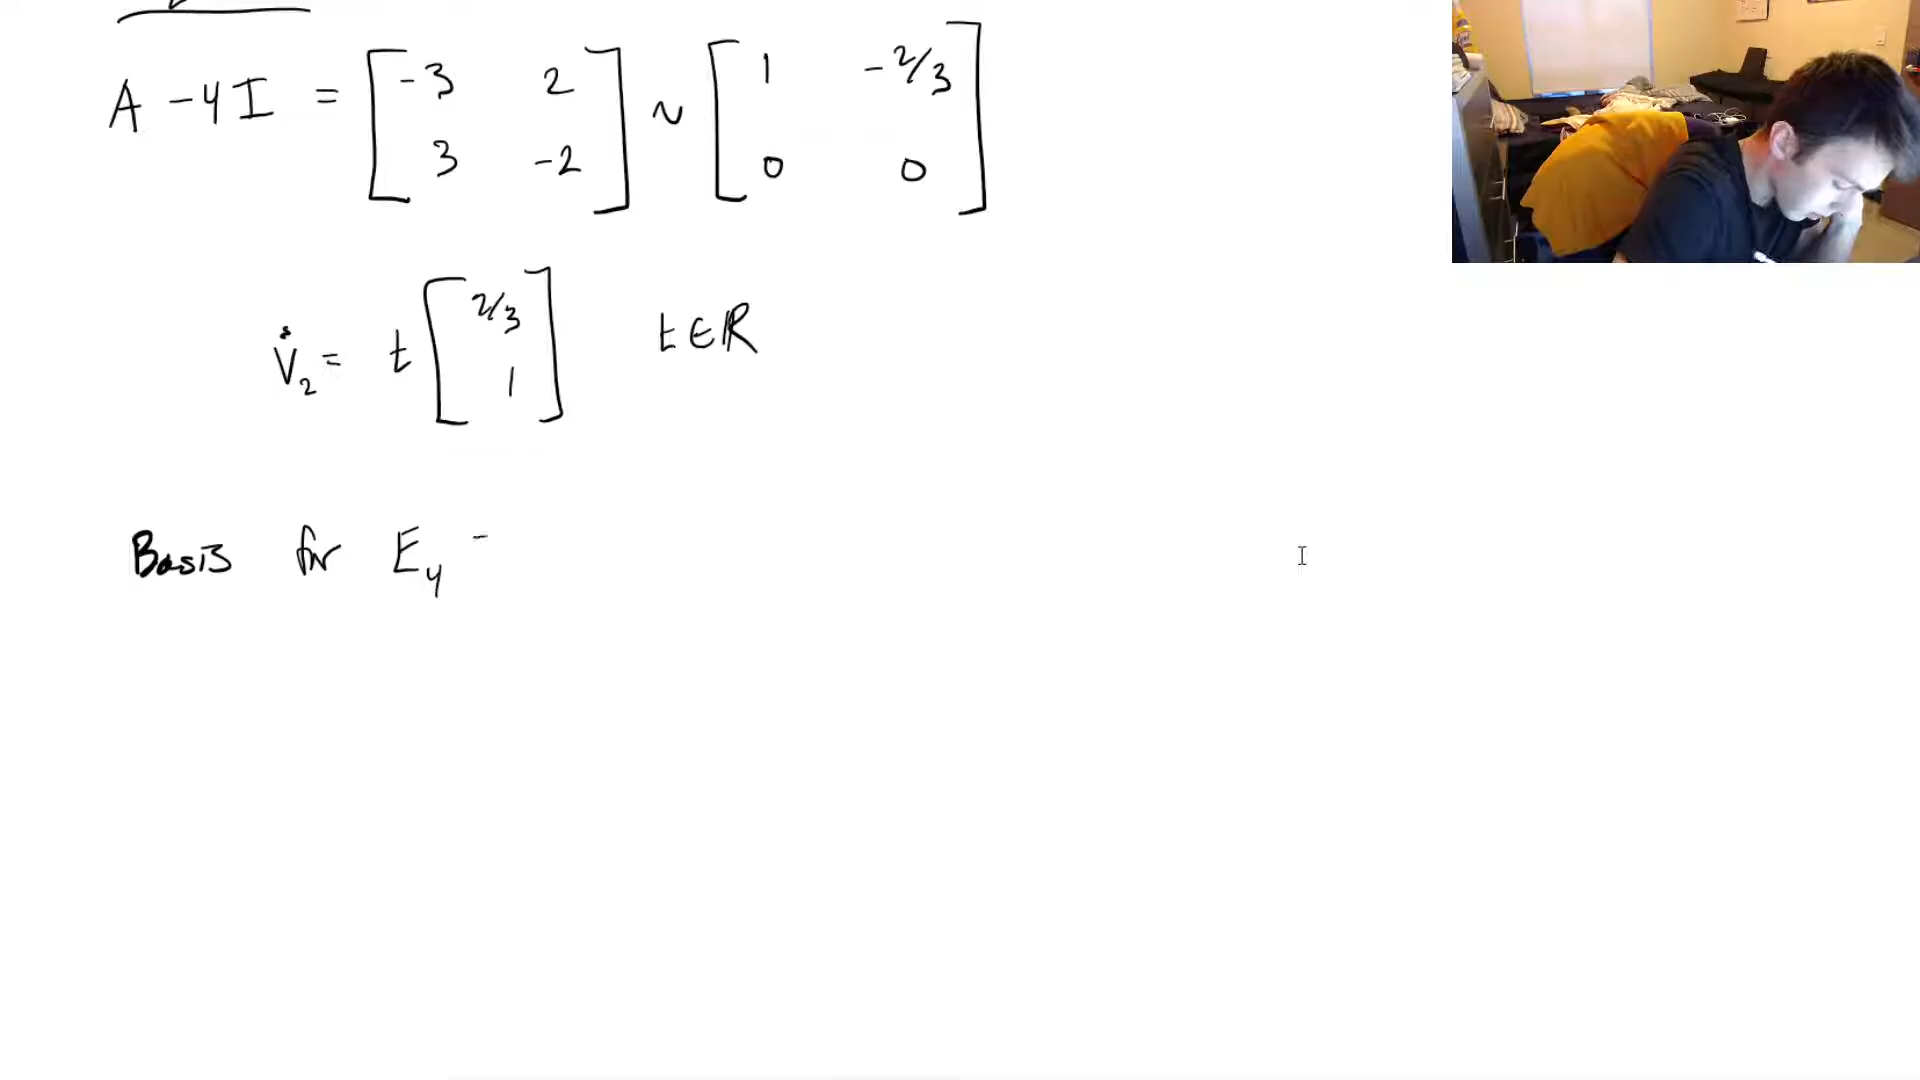 A - 4I = [ -3 2 ; 3 -2 ] ~ [ 1 -2/3 ; 0 0 ]
V₂ = t [ 2/3 ; 1 ] t ∈ ℝ
Basis for E₄ -